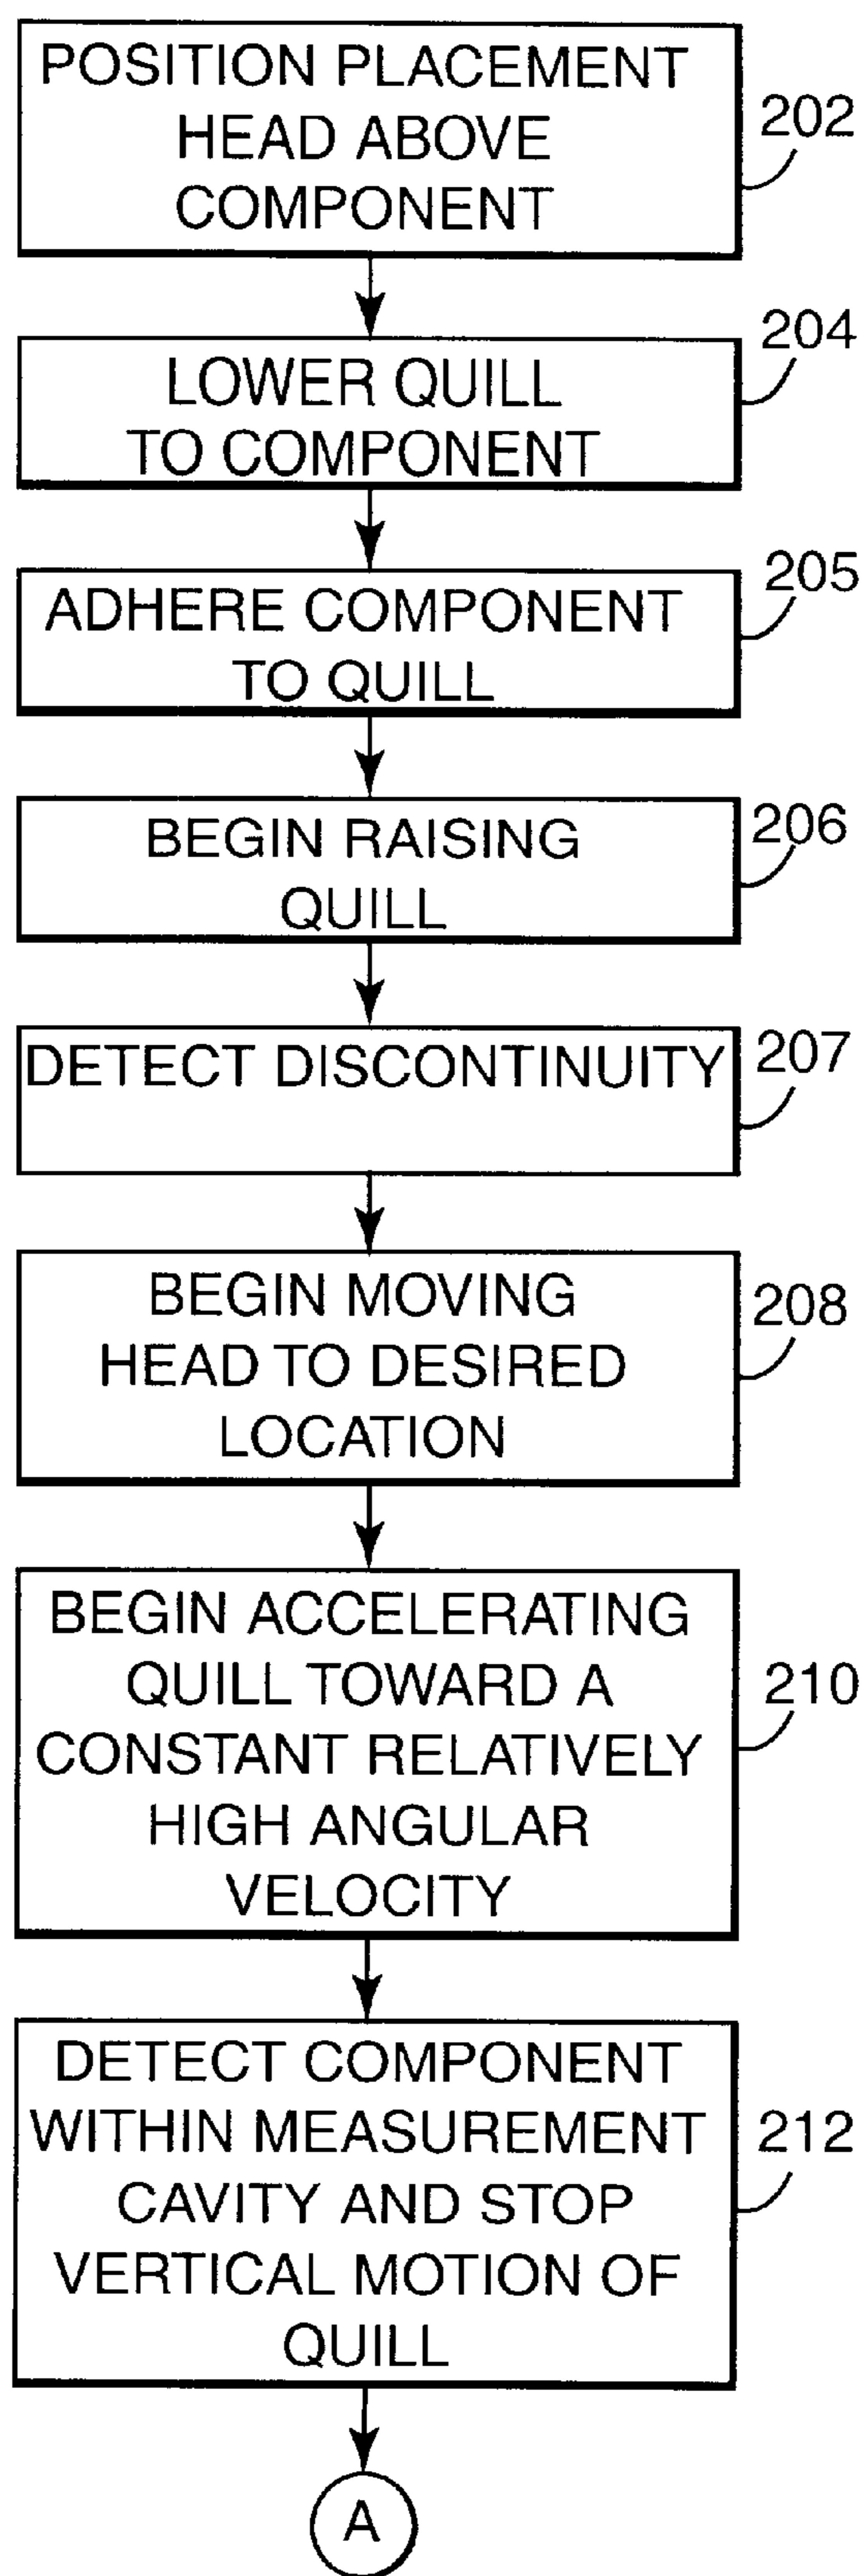 POSITION PLACEMENT
HEAD ABOVE
COMPONENT
202
LOWER QUILL
TO COMPONENT
204
ADHERE COMPONENT
TO QUILL
205
BEGIN RAISING
QUILL
206
DETECT DISCONTINUITY
207
BEGIN MOVING
HEAD TO DESIRED
LOCATION
208
BEGIN ACCELERATING
QUILL TOWARD A
CONSTANT RELATIVELY
HIGH ANGULAR
VELOCITY
210
DETECT COMPONENT
WITHIN MEASUREMENT
CAVITY AND STOP
VERTICAL MOTION OF
QUILL
212
A